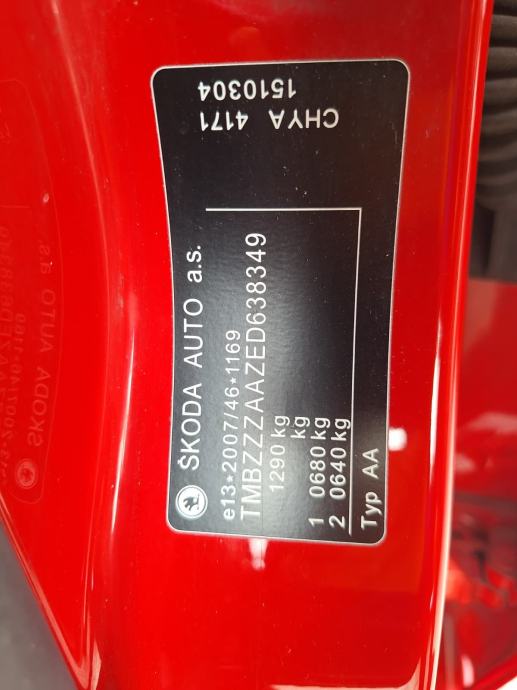 ŠKODA AUTO a.s.
e13*2007/46*1169
TMBZZZAAZED638349
1290 kg
kg
1 0680 kg
2 0640 kg
Typ AA
CHYA 4171
1510304